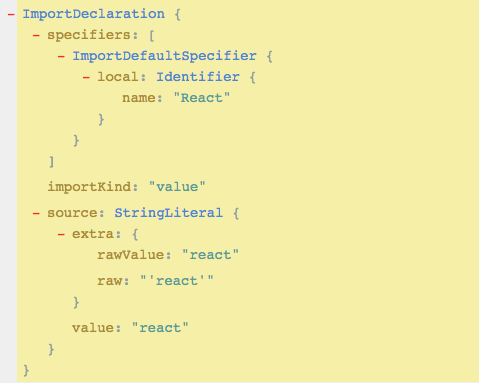 - ImportDeclaration {
- specifiers: [
- ImportDefaultSpecifier {
- local: Identifier {
name: "React"
}
}
]
importKind: "value"
- source: StringLiteral {
- extra: {
rawValue: "react"
raw: "'react'"
}
value: "react"
}
}